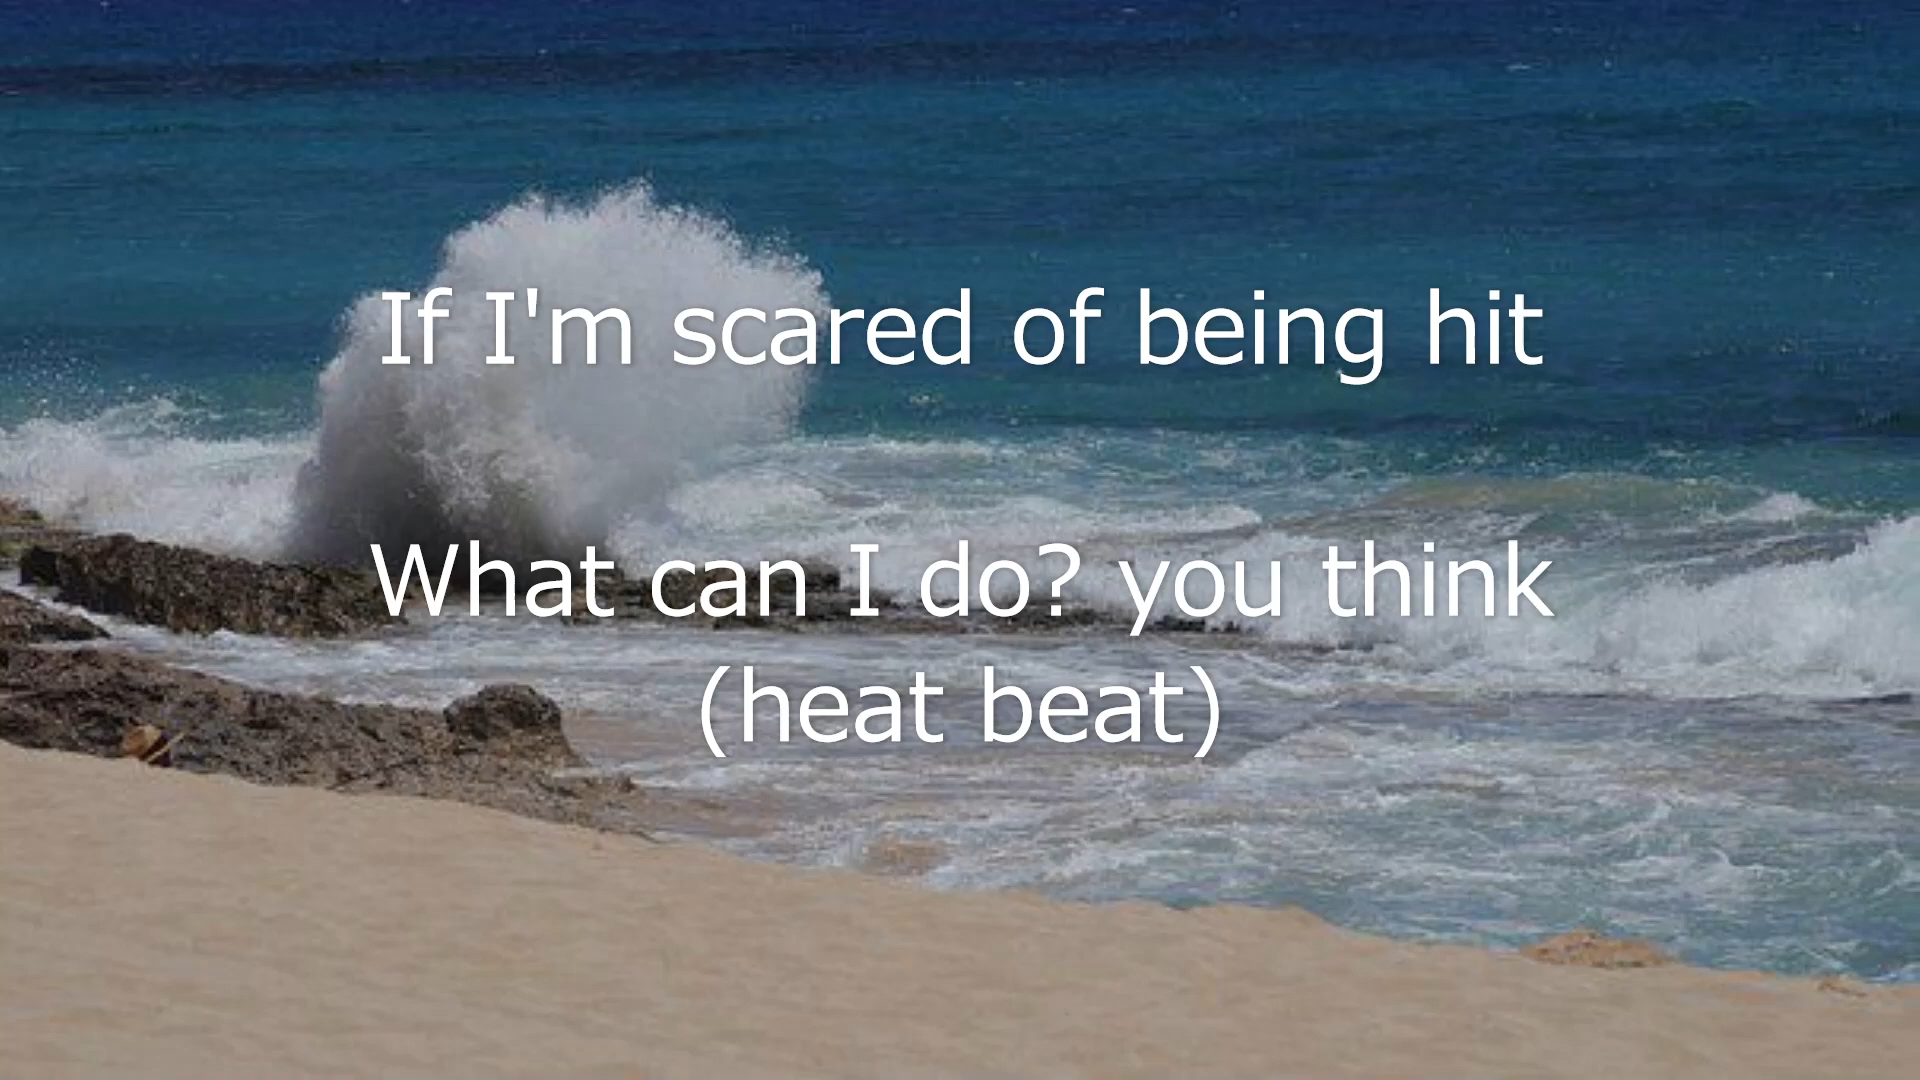 If I'm scared of being hit
What can I do? you think
(heat beat)